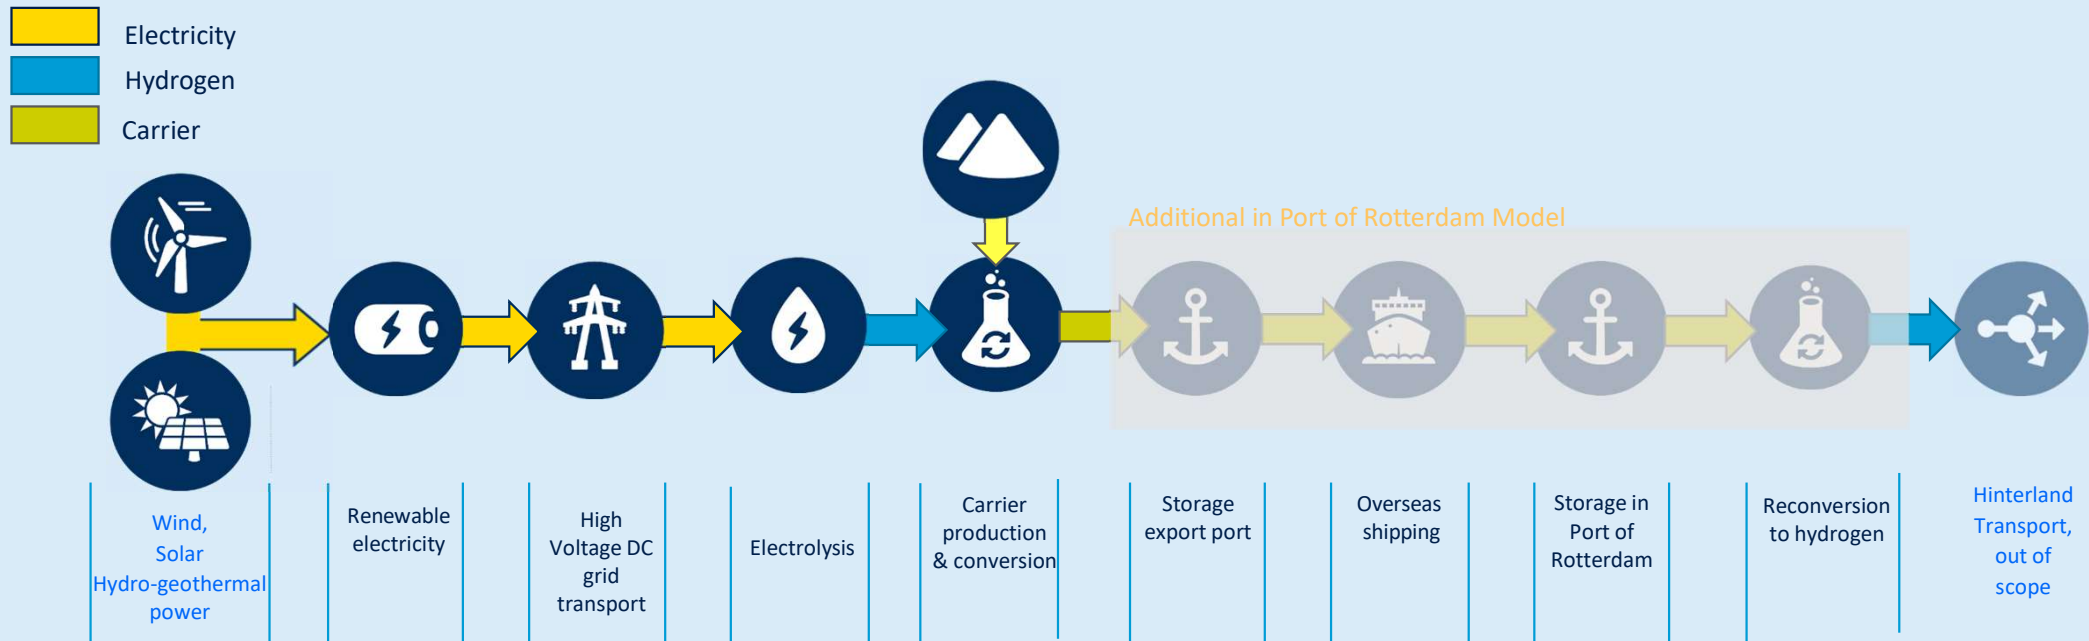 Electricity
Hydrogen
Carrier
Additional in Port of Rotterdam Model
Wind,
Solar
Hydro-geothermal
power
Renewable
electricity
High
Voltage DC
grid
transport
Electrolysis
Carrier
production
& conversion
Storage
export port
Overseas
shipping
Storage in
Port of
Rotterdam
Reconversion
to hydrogen
Hinterland
Transport,
out of
scope